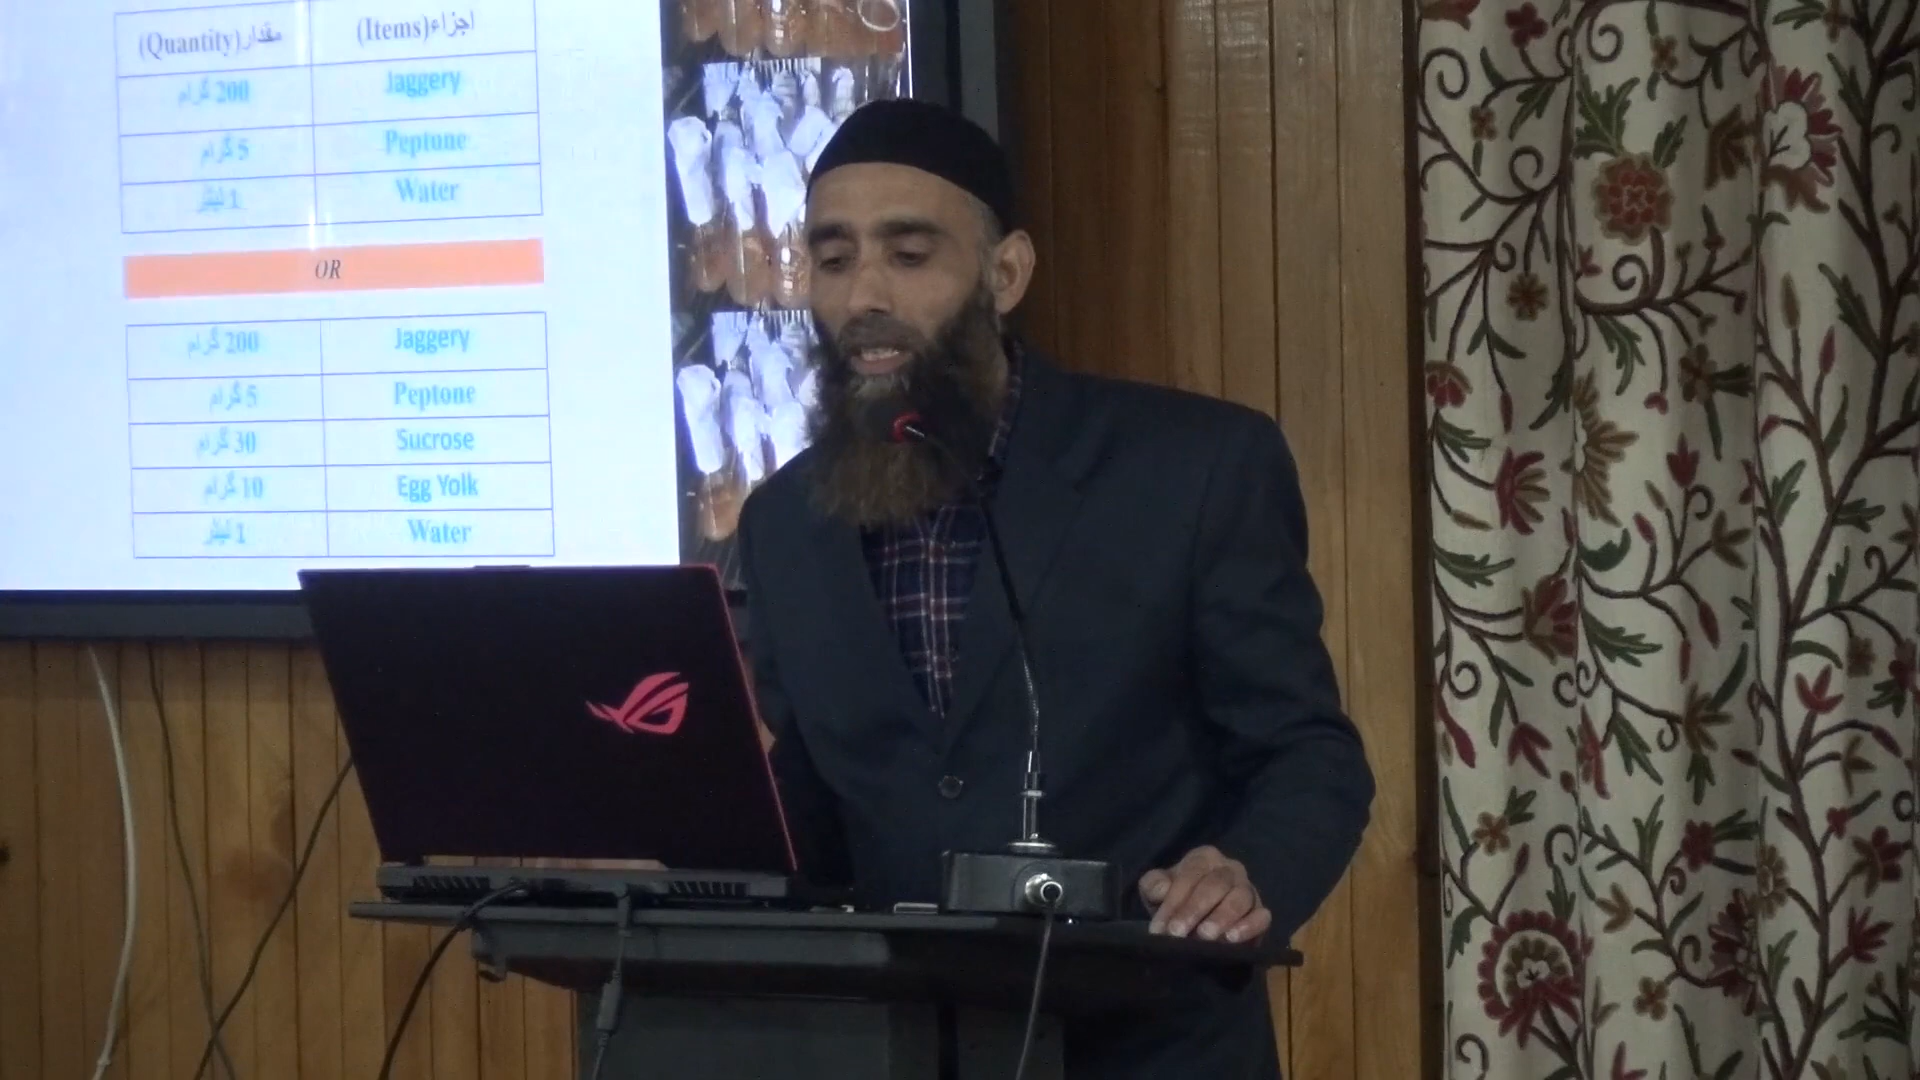 مقدار(Quantity) اجزاء(Items)
200 گرام Jaggery
5 گرام Peptone
1 لیٹر Water
OR
200 گرام Jaggery
5 گرام Peptone
30 گرام Sucrose
10 گرام Egg Yolk
1 لیٹر Water